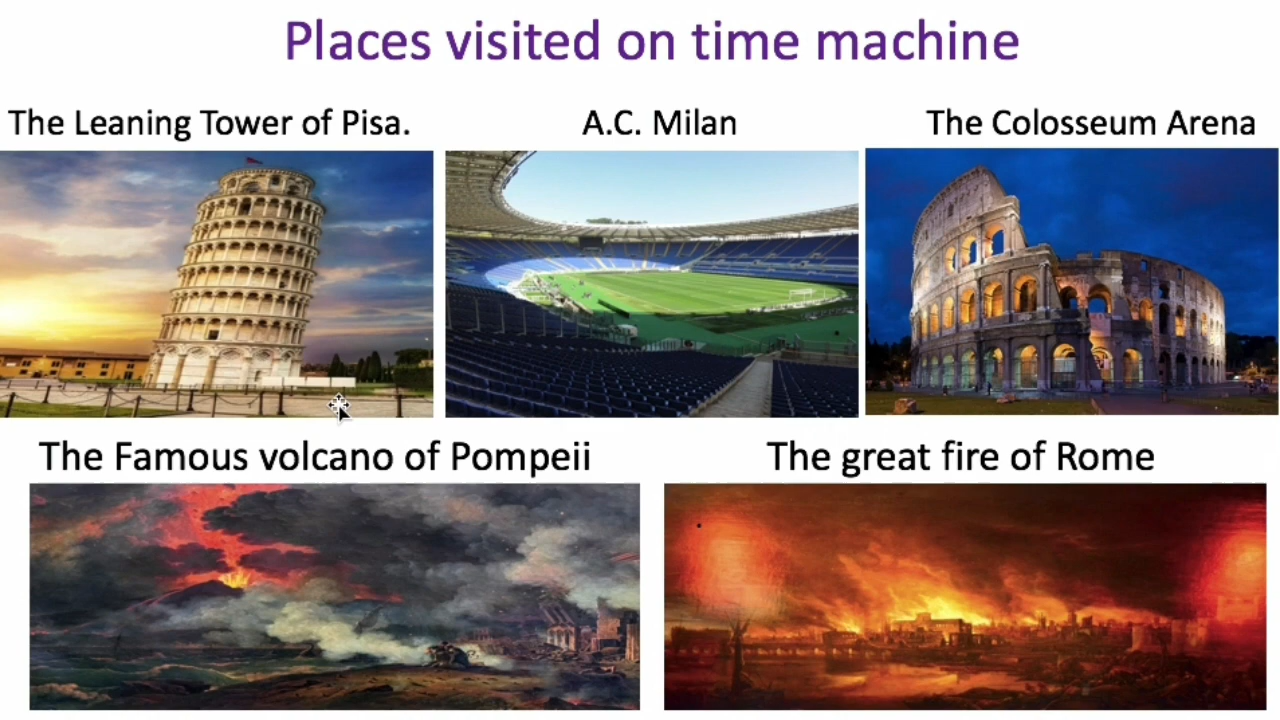 Places visited on time machine
The Leaning Tower of Pisa.
A.C. Milan
The Colosseum Arena
The Famous volcano of Pompeii
The great fire of Rome